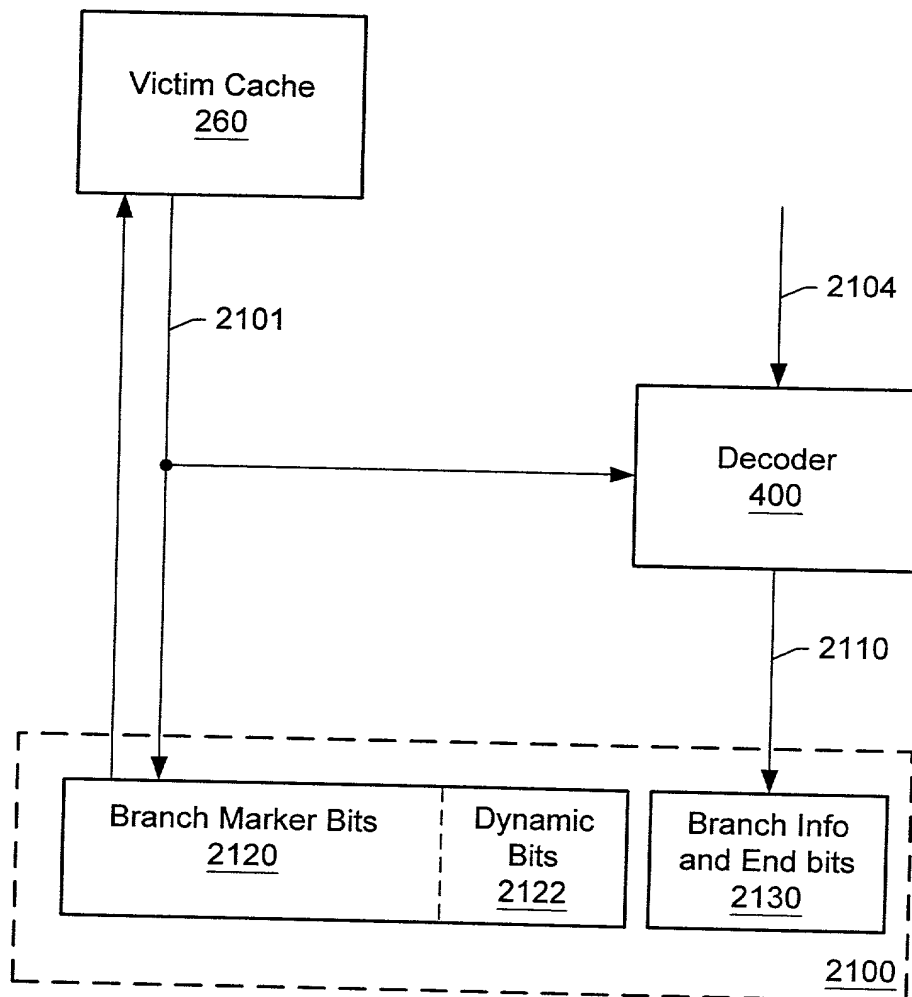 Victim Cache
260
2101
2104
Decoder
400
2110
Branch Marker Bits
2120
Dynamic
Bits
2122
Branch Info
and End bits
2130
2100